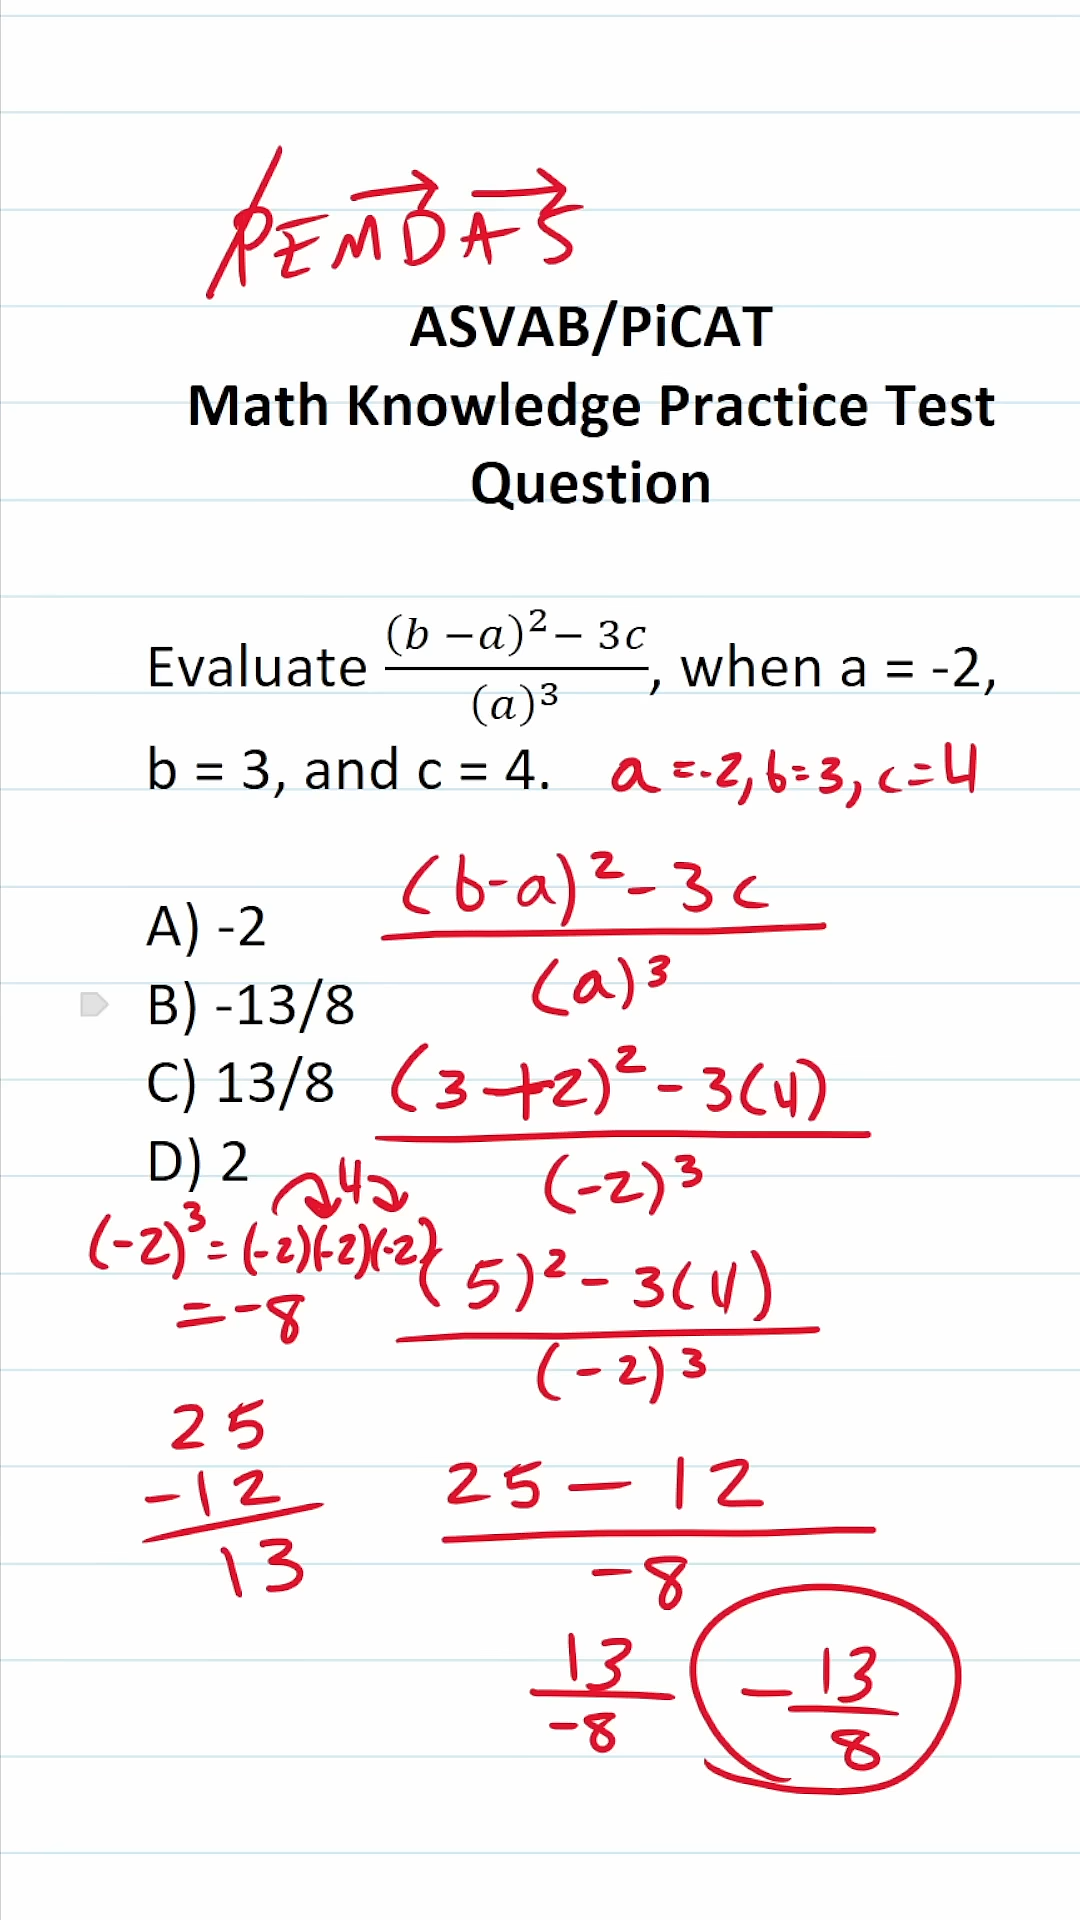 PEMDAS
ASVAB/PiCAT
Math Knowledge Practice Test
Question
Evaluate (b −a)²− 3c / (a)³, when a = -2,
b = 3, and c = 4.
a = -2, b = 3, c = 4
A) -2
B) -13/8
C) 13/8
D) 2
(b-a)² - 3c
(a)³
(3+2)² - 3(4)
(-2)³
4
(-2)³ = (-2)(-2)(-2)
= -8
(5)² - 3(4)
(-2)³
25
-12
13
25 - 12
-8
13
-8
- 13
8